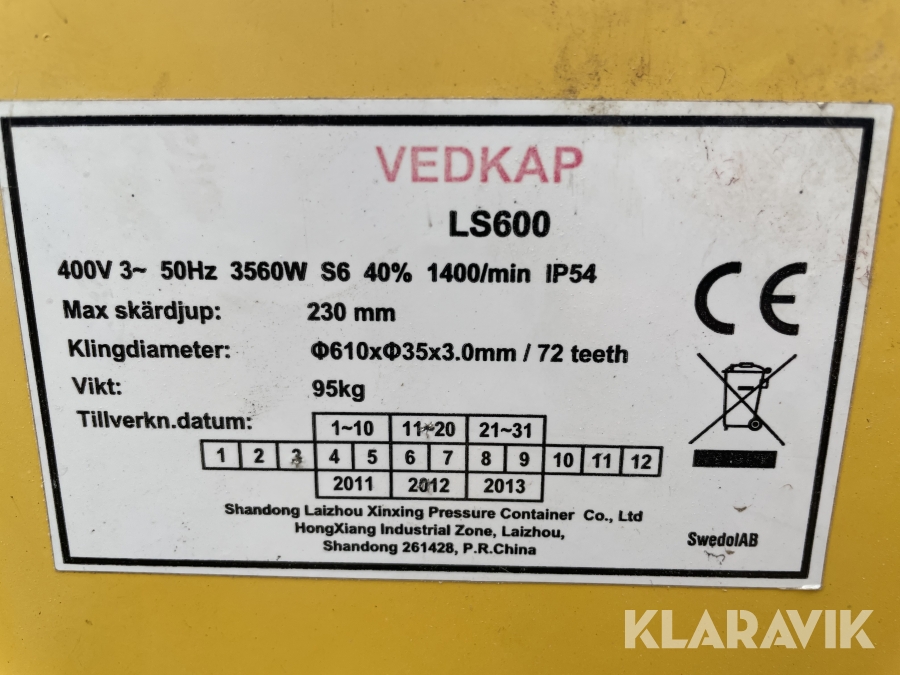 VEDKAP
LS600
400V 3~ 50Hz 3560W S6 40% 1400/min IP54
Max skärdjup: 230 mm
Klingdiameter: Φ610xΦ35x3.0mm / 72 teeth
Vikt: 95kg
Tillverkn.datum:
1~10 11~20 21~31
1 2 3 4 5 6 7 8 9 10 11 12
2011 2012 2013
Shandong Laizhou Xinxing Pressure Container Co., Ltd
HongXiang Industrial Zone, Laizhou,
Shandong 261428, P.R.China
CE
SwedolAB
KLARAVIK